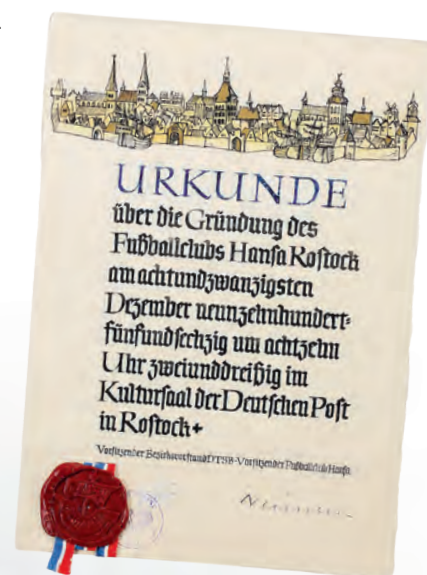 URKUNDE
über die Gründung des
Fußballclubs Hansa Rostock
am achtundzwanzigsten
Dezember neunzehnhundert-
fünfundsechzig um achtzehn
Uhr zweiunddreißig im
Kultursaal der Deutschen Post
in Rostock+
Vorsitzender Bezirksvorstand DTSB-Vorsitzender Fußballclub Hansa